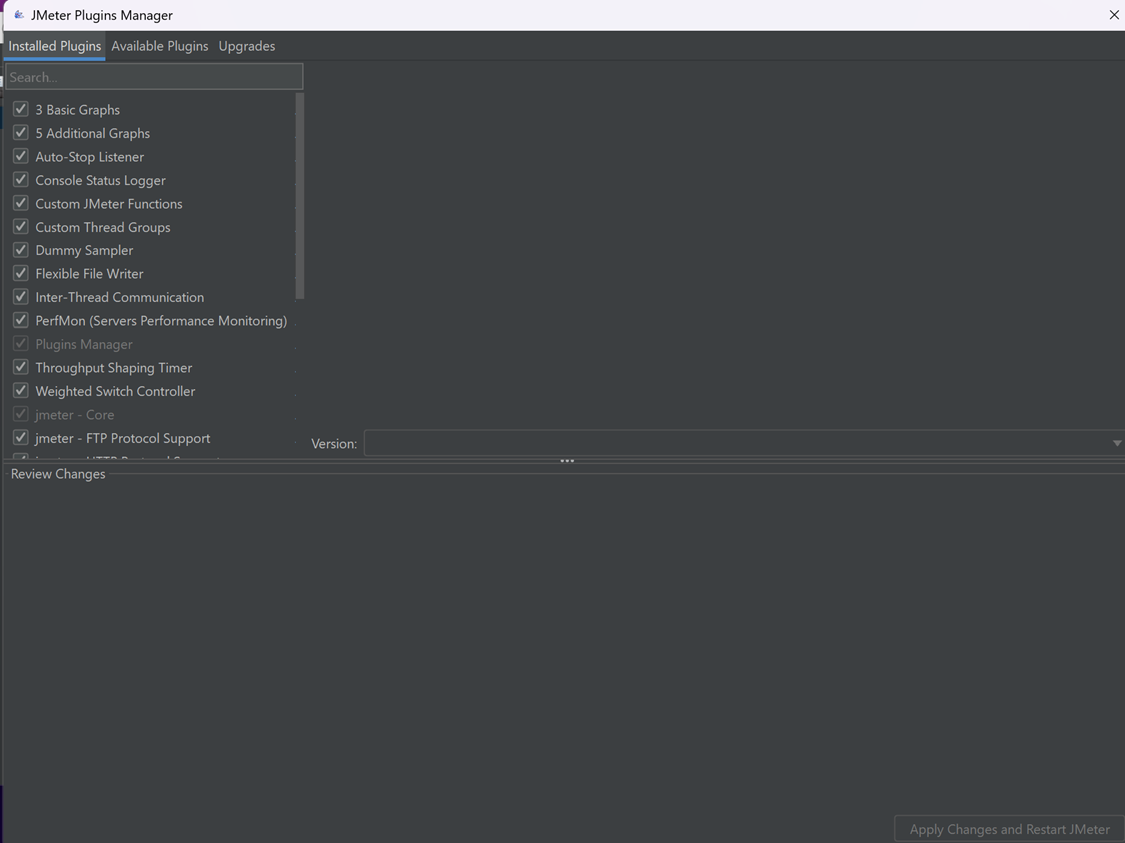 JMeter Plugins Manager
Installed Plugins Available Plugins Upgrades
Search...
3 Basic Graphs
5 Additional Graphs
Auto-Stop Listener
Console Status Logger
Custom JMeter Functions
Custom Thread Groups
Dummy Sampler
Flexible File Writer
Inter-Thread Communication
PerfMon (Servers Performance Monitoring)
Plugins Manager
Throughput Shaping Timer
Weighted Switch Controller
jmeter - Core
jmeter - FTP Protocol Support
Version:
Review Changes
Apply Changes and Restart JMeter